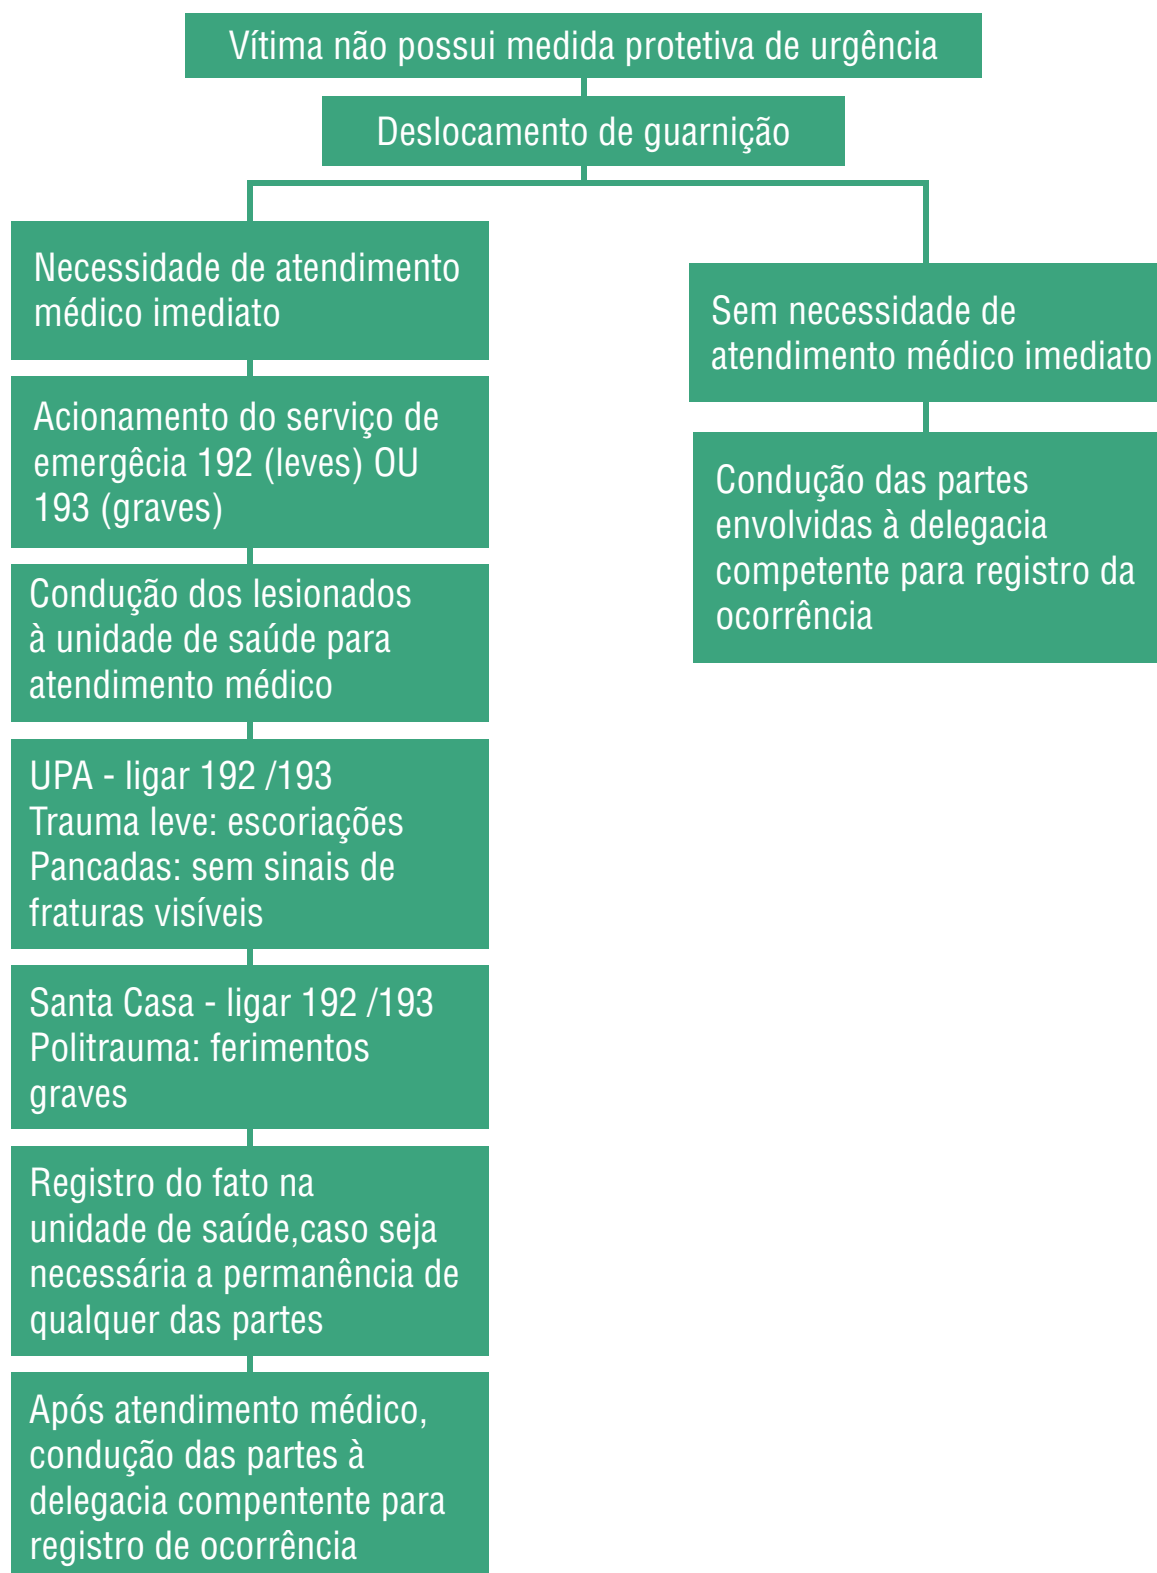 Vítima não possui medida protetiva de urgência
Deslocamento de guarnição
Necessidade de atendimento
médico imediato
Acionamento do serviço de
emergêcia 192 (leves) OU
193 (graves)
Condução dos lesionados
à unidade de saúde para
atendimento médico
UPA - ligar 192 /193
Trauma leve: escoriações
Pancadas: sem sinais de
fraturas visíveis
Santa Casa - ligar 192 /193
Politrauma: ferimentos
graves
Registro do fato na
unidade de saúde,caso seja
necessária a permanência de
qualquer das partes
Após atendimento médico,
condução das partes à
delegacia compentente para
registro de ocorrência
Sem necessidade de
atendimento médico imediato
Condução das partes
envolvidas à delegacia
competente para registro da
ocorrência